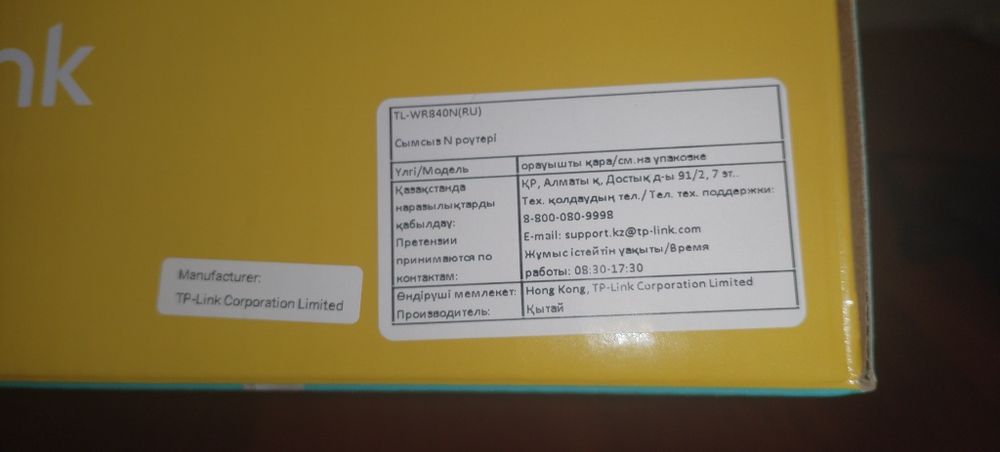 nk
TL-WR840N(RU)
Сымсыз N роутері
Үлгі/Модель
орауышты қара/см.на упаковке
Қазақстанда
наразылықтарды
қабылдау:
Претензии
принимаются по
контактам:
ҚР, Алматы қ, Достық д-ы 91/2, 7 эт..
Тех. қолдаудың тел./ Тел. тех. поддержки:
8-800-080-9998
E-mail: support.kz@tp-link.com
Жұмыс істейтін уақыты/Время
работы: 08:30-17:30
Өндіруші мемлекет:
Производитель:
Hong Kong, TP-Link Corporation Limited
Қытай
Manufacturer:
TP-Link Corporation Limited